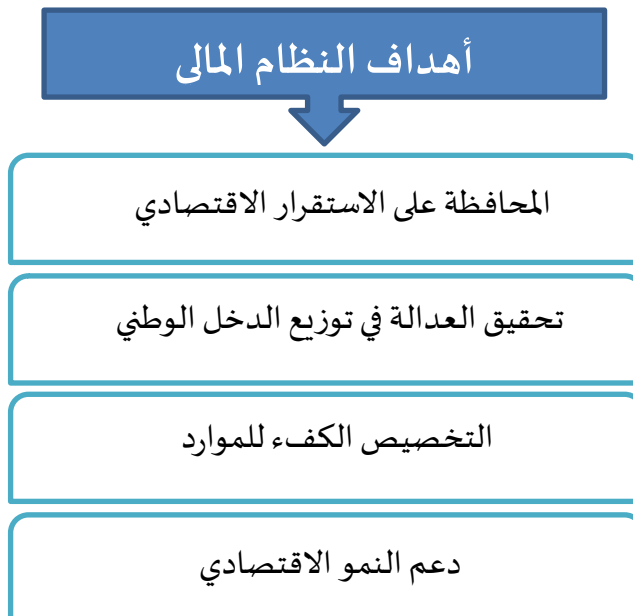 أهداف النظام المالى
المحافظة على الاستقرار الاقتصادي
تحقيق العدالة في توزيع الدخل الوطني
التخصيص الكفء للموارد
دعم النمو الاقتصادي